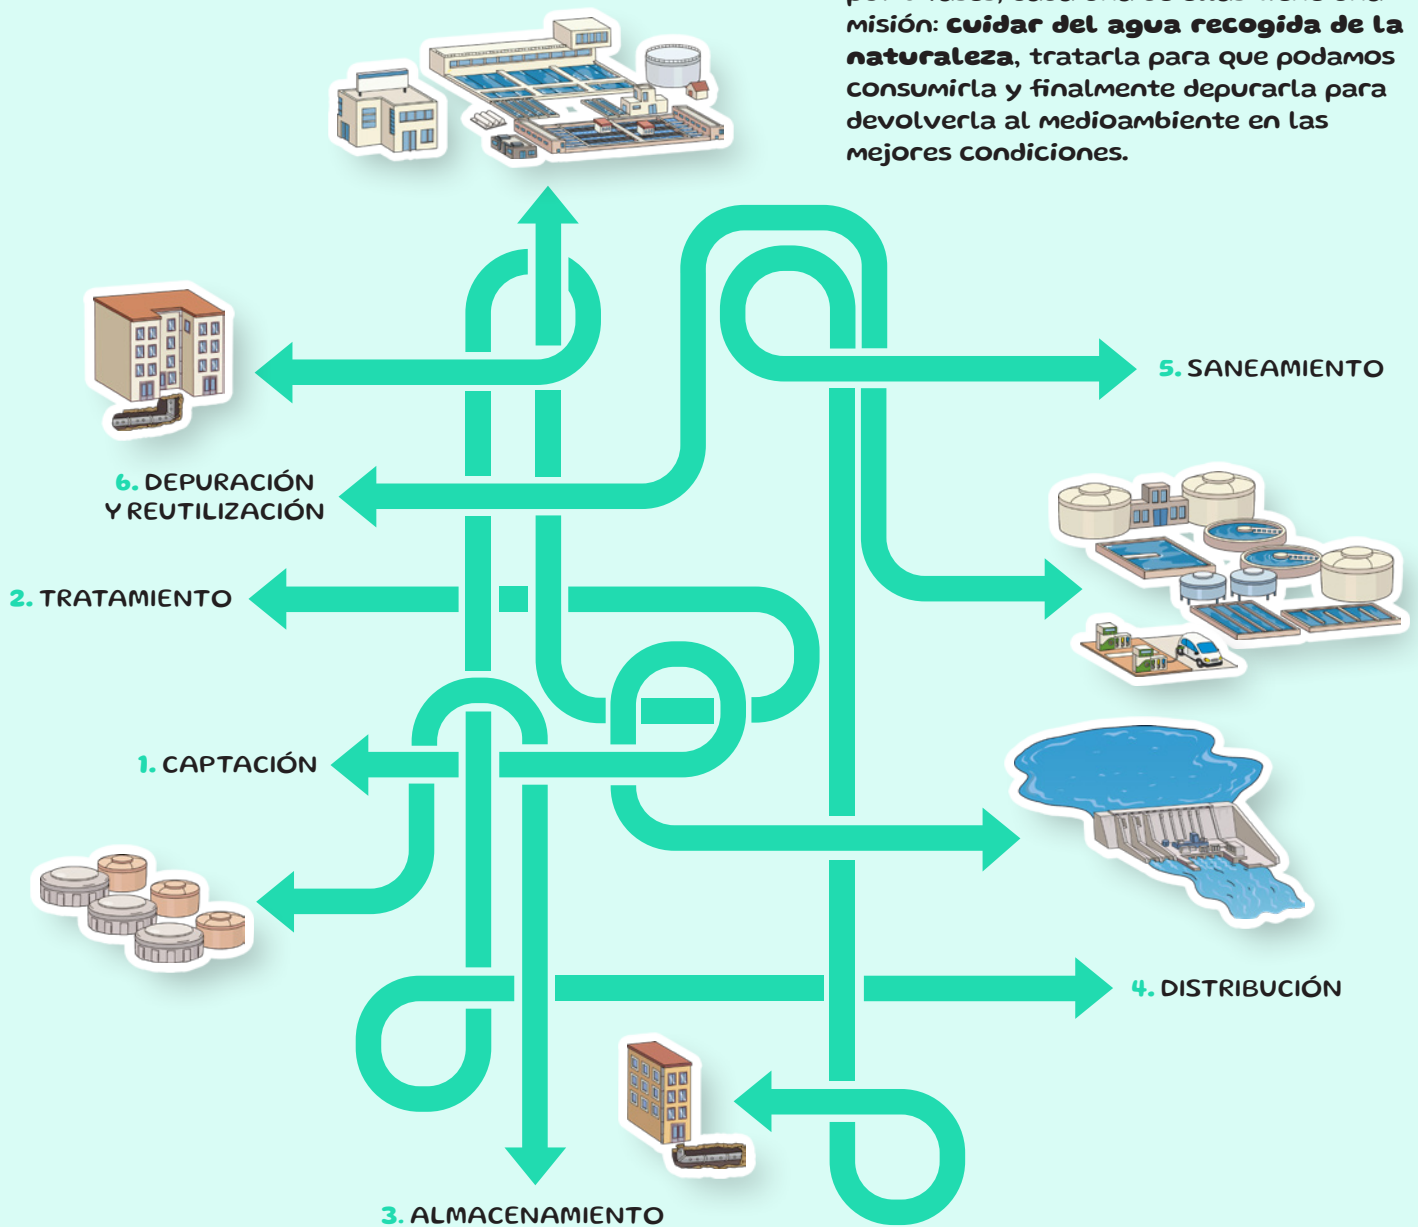 misión: cuidar del agua recogida de la
naturaleza, tratarla para que podamos
consumirla y finalmente depurarla para
devolverla al medioambiente en las
mejores condiciones.
5. SANEAMIENTO
6. DEPURACIÓN
Y REUTILIZACIÓN
2. TRATAMIENTO
1. CAPTACIÓN
4. DISTRIBUCIÓN
3. ALMACENAMIENTO